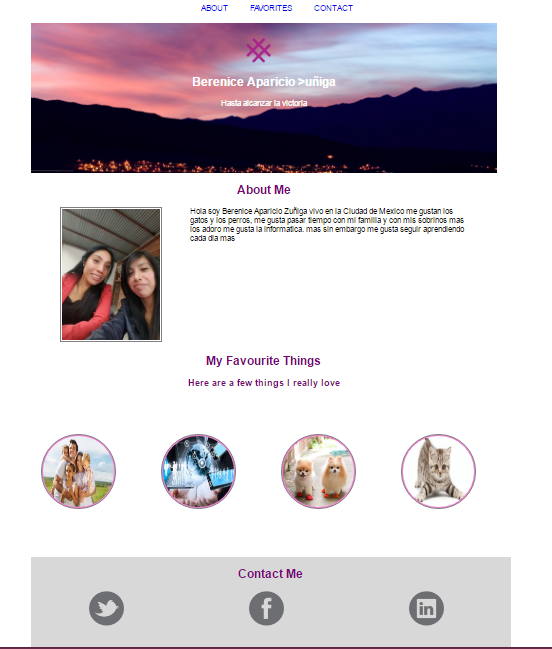 ABOUT FAVORITES CONTACT
Berenice Aparicio >uñiga
Hasta alcanzar la victoria
About Me
Hola soy Berenice Aparicio Zuñiga vivo en la Ciudad de Mexico me gustan los
gatos y los perros, me gusta pasar tiempo con mi familia y con mis sobrinos mas
los adoro me gusta la informatica. mas sin embargo me gusta seguir aprendiendo
cada dia mas
My Favourite Things
Here are a few things I really love
Contact Me